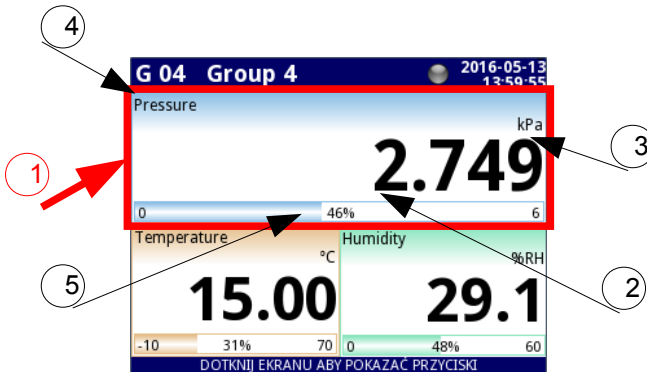 4
G 04 Group 4
2016-05-13
13:59:55
Pressure
kPa
3
1
2.749
0 46% 6
Temperature
°C
Humidity
%RH
5
15.00
29.1
2
-10 31% 70
0 48% 60
DOTKNIJ EKRANU ABY POKAZAĆ PRZYCISKI